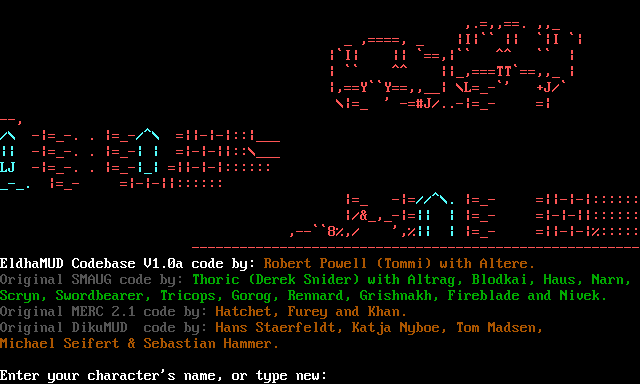 EldhaMUD Codebase V1.0a code by: Robert Powell (Tommi) with Altere.
Original SMAUG code by: Thoric (Derek Snider) with Altrag, Blodkai, Haus, Narn,
Scryn, Swordbearer, Tricops, Gorog, Rennard, Grishnakh, Fireblade and Nivek.
Original MERC 2.1 code by: Hatchet, Furey and Khan.
Original DikuMUD  code by: Hans Staerfeldt, Katja Nyboe, Tom Madsen,
Michael Seifert & Sebastian Hammer.
Enter your character's name, or type new: